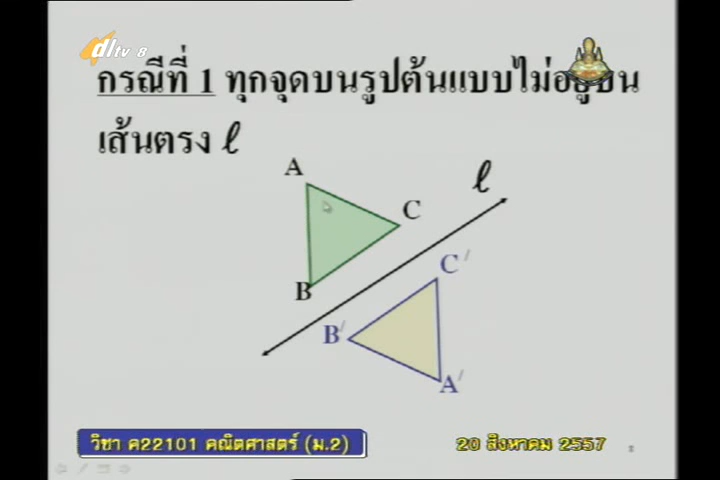 dltv 8
กรณีที่ 1 ทุกจุดบนรูปต้นแบบไม่อยู่บน
เส้นตรง ℓ
A
ℓ
C
C/
B
B/
A/
วิชา ค22101 คณิตศาสตร์ (ม.2)
20 สิงหาคม 2557